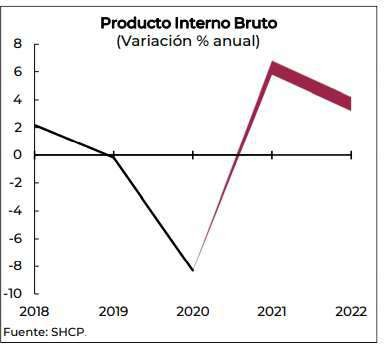 Producto Interno Bruto
(Variación % anual)
8
6
4
2
0
-2
-4
-6
-8
-10
2018 2019 2020 2021 2022
Fuente: SHCP.